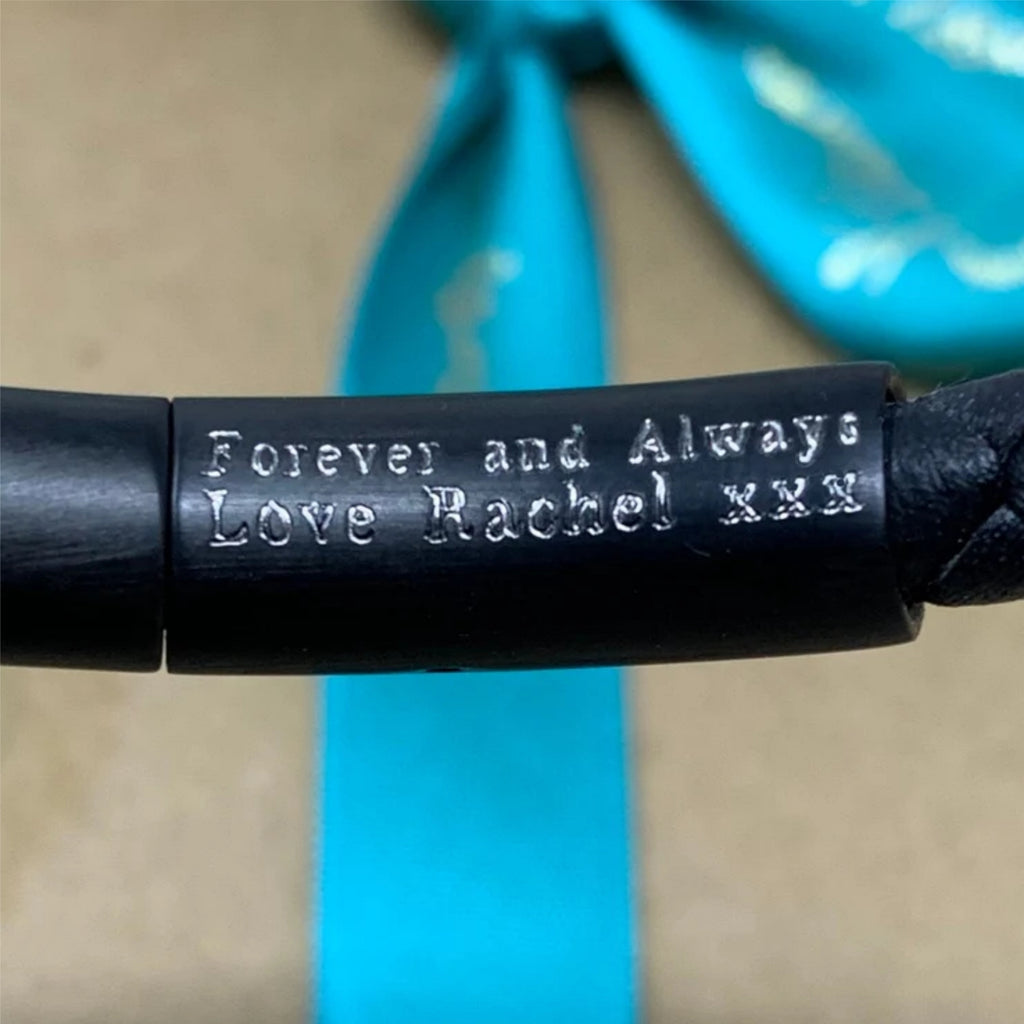 Forever and Always
Love Rachel xxx